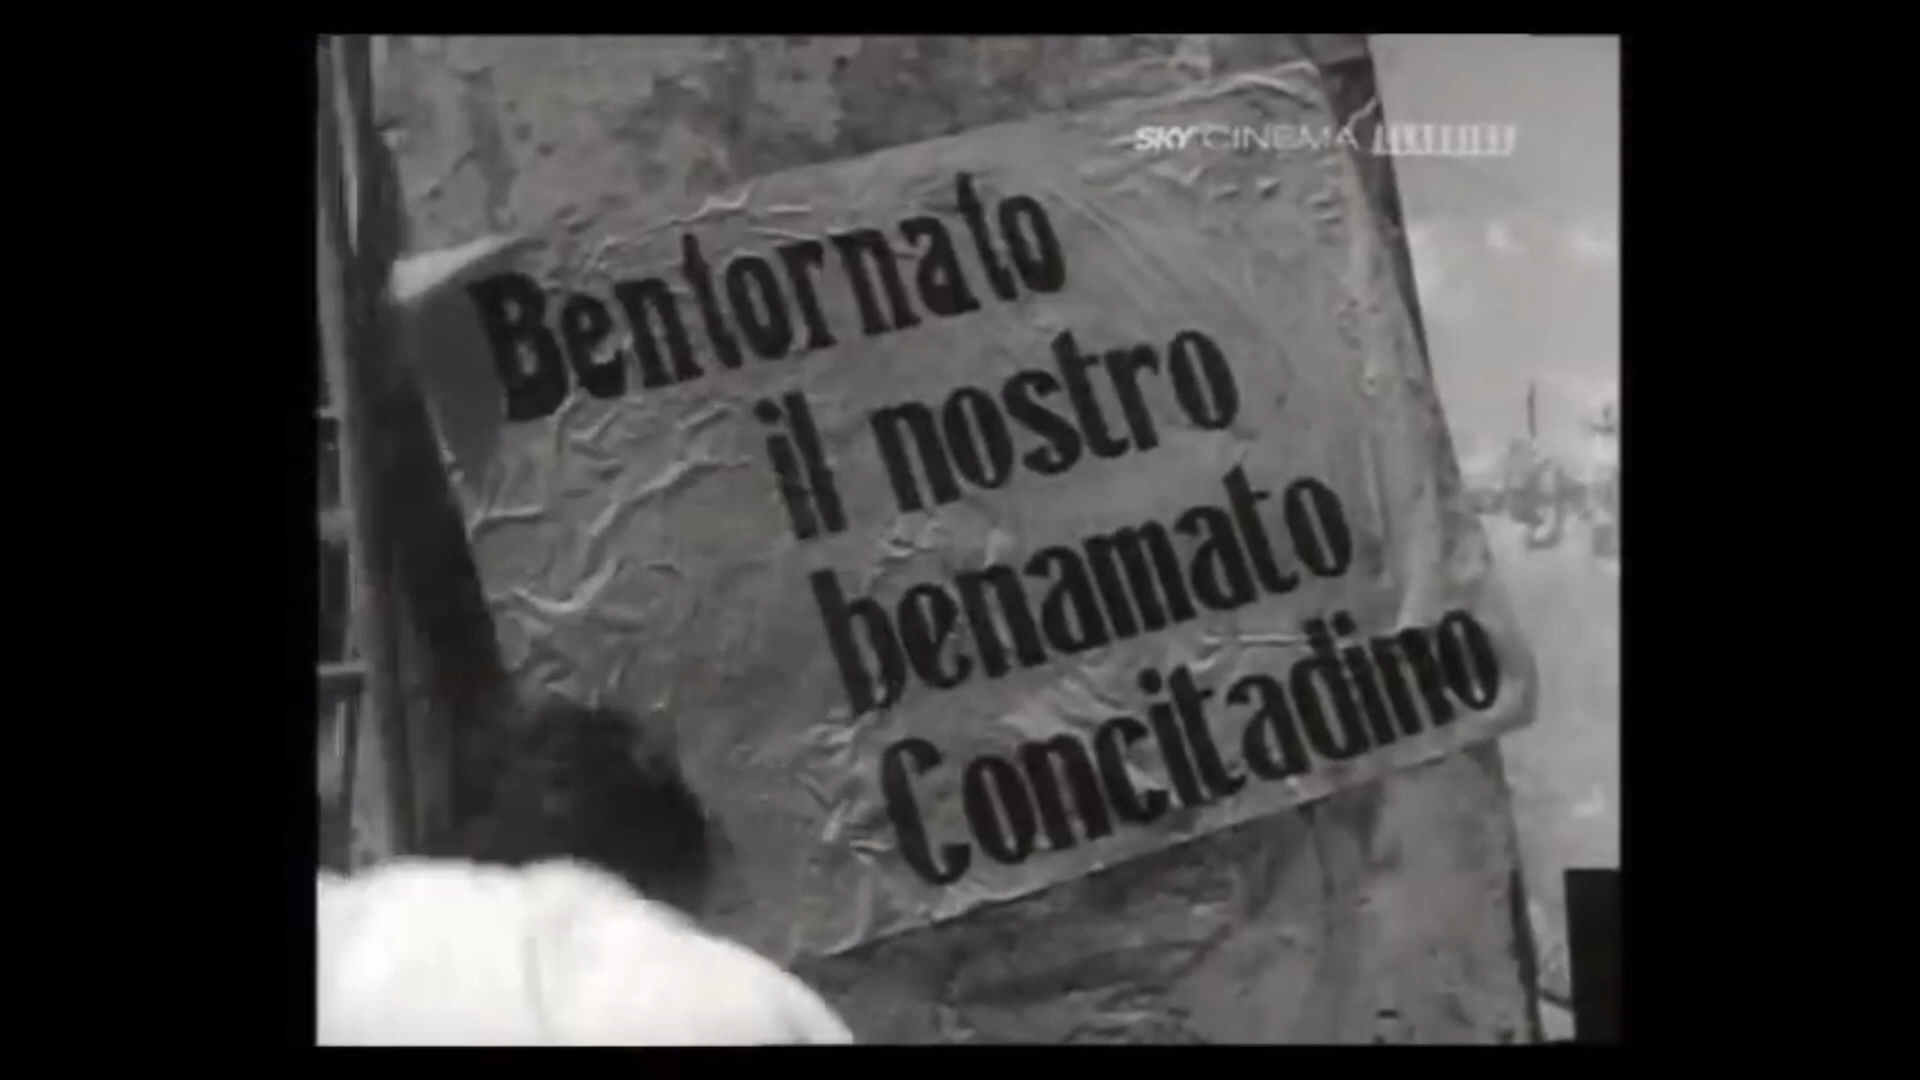 SKY CINEMA
Bentornato
il nostro
benamato
Concitadino